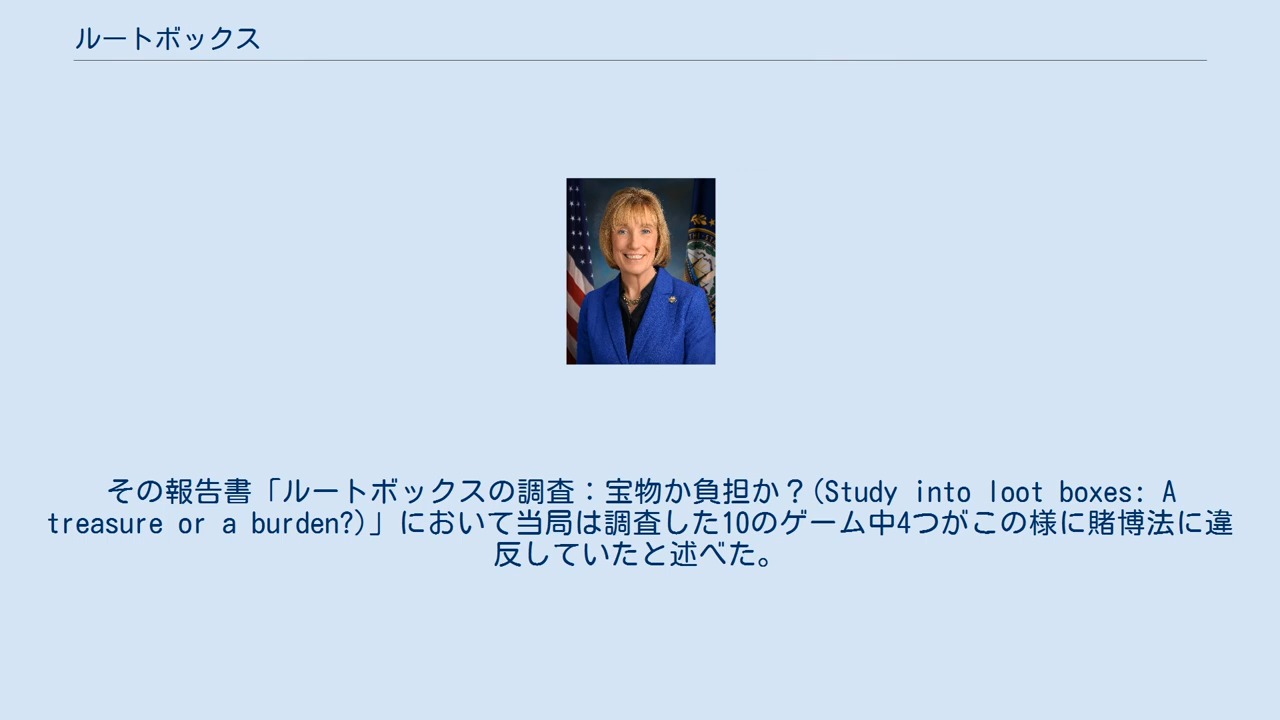 ルートボックス
その報告書「ルートボックスの調査：宝物か負担か？(Study into loot boxes: A
treasure or a burden?)」において当局は調査した10のゲーム中4つがこの様に賭博法に違
反していたと述べた。